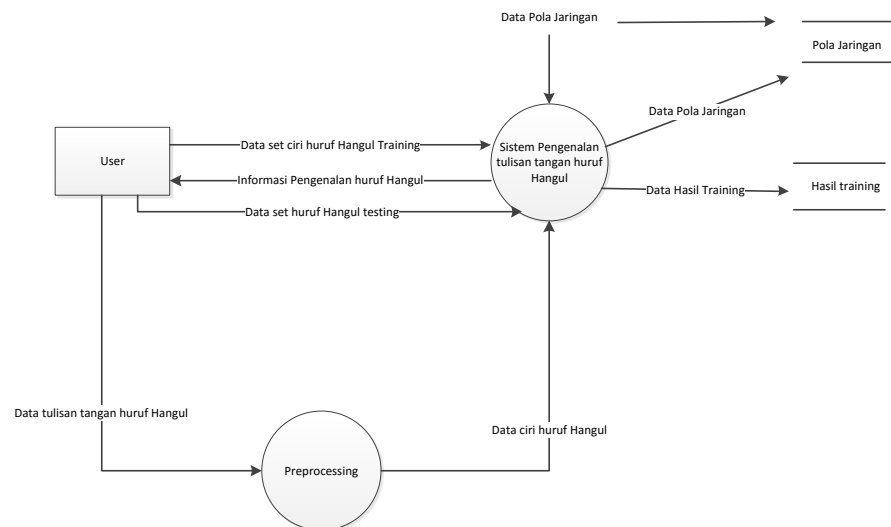 Data Pola Jaringan
Pola Jaringan
Data Pola Jaringan
User
Data set ciri huruf Hangul Training
Sistem Pengenalan
tulisan tangan huruf
Hangul
Informasi Pengenalan huruf Hangul
Data Hasil Training
Hasil training
Data set huruf Hangul testing
Data tulisan tangan huruf Hangul
Data ciri huruf Hangul
Preprocessing